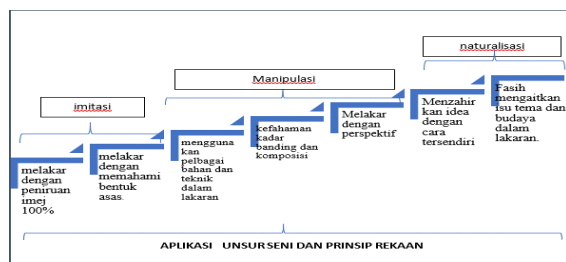 naturalisasi
Manipulasi
imitasi
melakar
dengan
peniruan
imej
100%
melakar
dengan
memahami
bentuk
asas.
mengguna
kan
pelbagai
bahan dan
teknik
dalam
lakaran
kefahaman
kadar
banding dan
komposisi
Melakar
dengan
perspektif
Menzahir
kan idea
dengan
cara
tersendiri
Fasih
mengaitkan
isu tema dan
budaya
dalam
lakaran.
APLIKASI UNSUR SENI DAN PRINSIP REKAAN